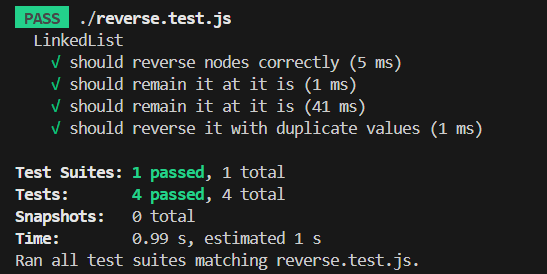 PASS ./reverse.test.js
LinkedList
√ should reverse nodes correctly (5 ms)
√ should remain it at it is (1 ms)
√ should remain it at it is (41 ms)
√ should reverse it with duplicate values (1 ms)
Test Suites: 1 passed, 1 total
Tests: 4 passed, 4 total
Snapshots: 0 total
Time: 0.99 s, estimated 1 s
Ran all test suites matching reverse.test.js.